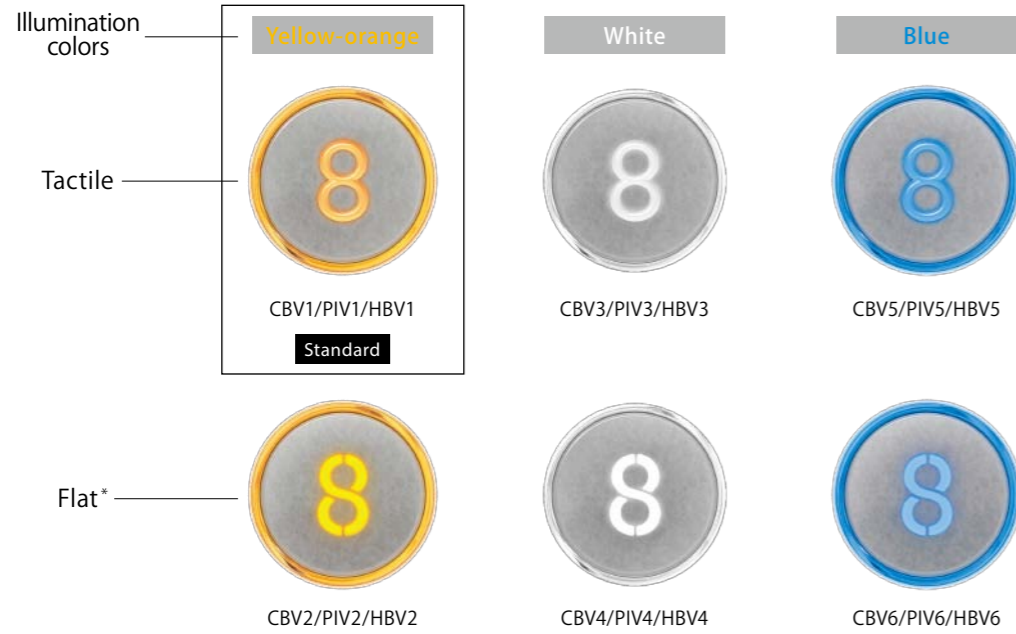 Illumination
colors
Yellow-orange
White
Blue
Tactile
8
8
8
CBV1/PIV1/HBV1
CBV3/PIV3/HBV3
CBV5/PIV5/HBV5
Standard
Flat*
8
8
8
CBV2/PIV2/HBV2
CBV4/PIV4/HBV4
CBV6/PIV6/HBV6